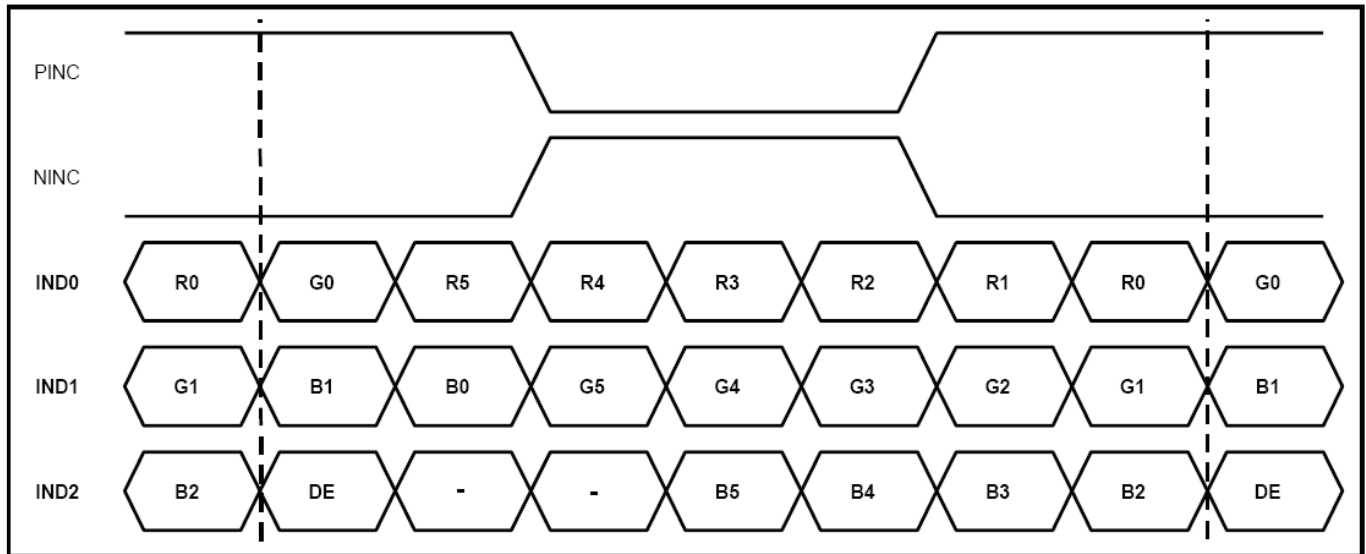 PINC
NINC
IND0 R0 G0 R5 R4 R3 R2 R1 R0 G0
IND1 G1 B1 B0 G5 G4 G3 G2 G1 B1
IND2 B2 DE - - B5 B4 B3 B2 DE